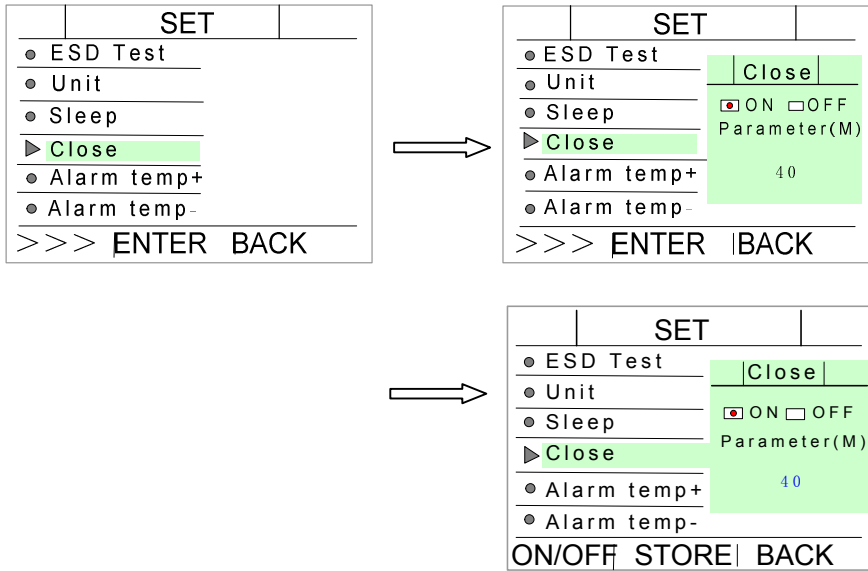 SET
ESD Test
Unit
Sleep
Close
Alarm temp+
Alarm temp-
>>> ENTER BACK
SET
ESD Test
Unit
Sleep
Close
Alarm temp+
Alarm temp-
Close
ON OFF
Parameter(M)
40
>>> ENTER BACK
SET
ESD Test
Unit
Sleep
Close
Alarm temp+
Alarm temp-
Close
ON OFF
Parameter(M)
40
ON/OFF STORE BACK